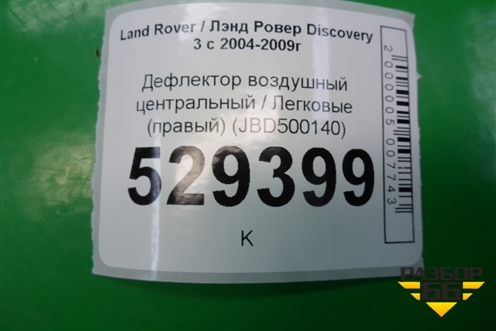 Land Rover / Лэнд Ровер Discovery
3 с 2004-2009г
Дефлектор воздушный
центральный / Легковые
(правый) (JBD500140)
529399
К
2000005007743
РАЗБОР
66